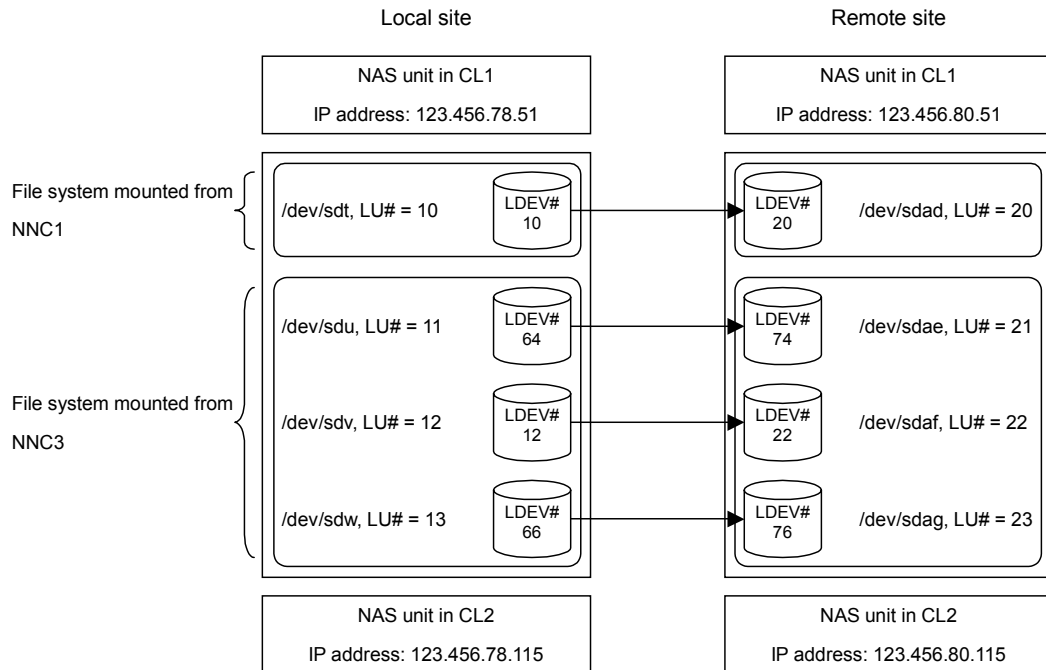 Local site
Remote site
NAS unit in CL1
IP address: 123.456.78.51
NAS unit in CL1
IP address: 123.456.80.51
File system mounted from
NNC1
/dev/sdt, LU# = 10
LDEV#
10
LDEV#
20
/dev/sdad, LU# = 20
File system mounted from
NNC3
/dev/sdu, LU# = 11
LDEV#
64
LDEV#
74
/dev/sdae, LU# = 21
/dev/sdv, LU# = 12
LDEV#
12
LDEV#
22
/dev/sdaf, LU# = 22
/dev/sdw, LU# = 13
LDEV#
66
LDEV#
76
/dev/sdag, LU# = 23
NAS unit in CL2
IP address: 123.456.78.115
NAS unit in CL2
IP address: 123.456.80.115